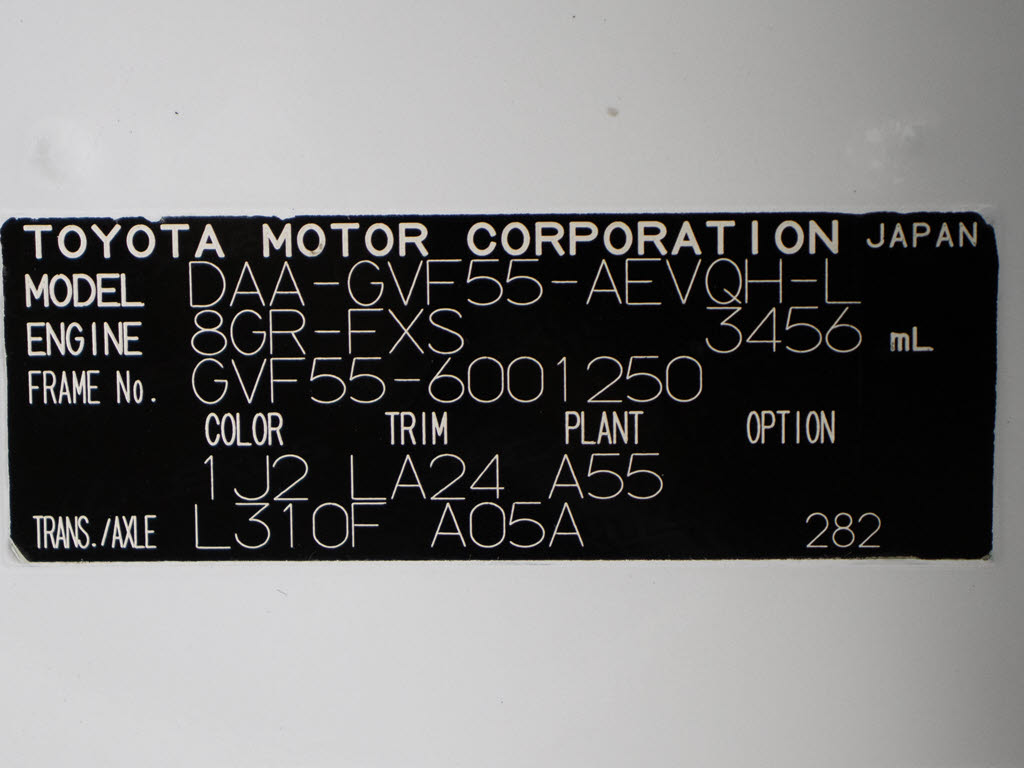 TOYOTA MOTOR CORPORATION JAPAN
MODEL DAA-GVF55-AEVQH-L
ENGINE 8GR-FXS 3456 mL
FRAME No. GVF55-6001250
COLOR TRIM PLANT OPTION
1J2 LA24 A55
TRANS./AXLE L310F A05A 282